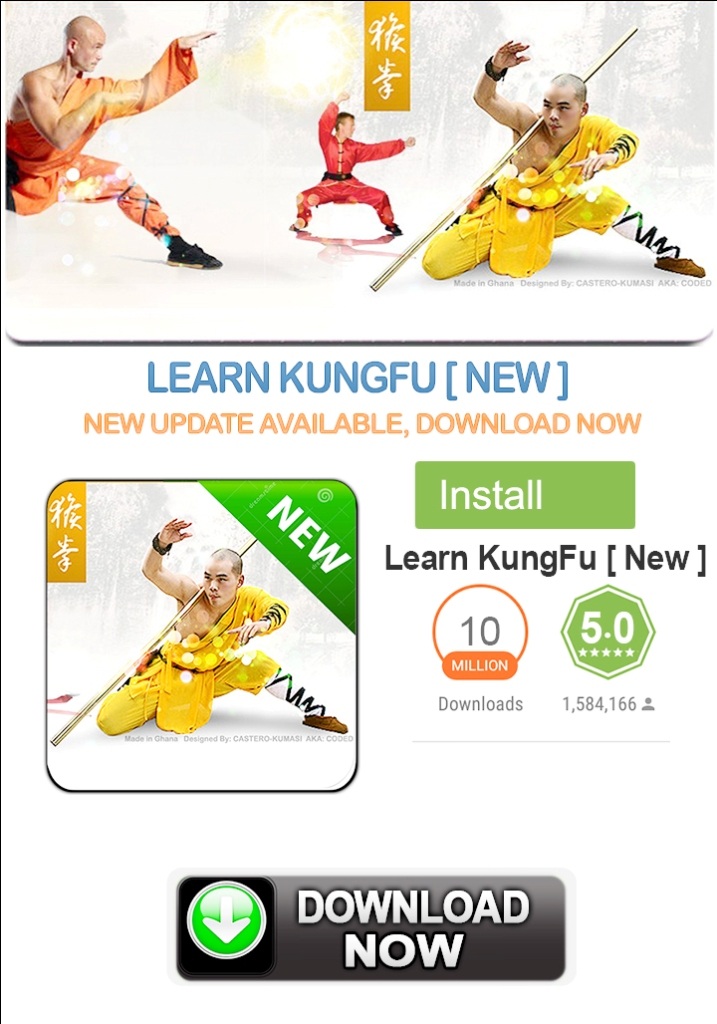 猴
拳
Made in Ghana Designed By: CASTERO-KUMASI AKA: CODED
LEARN KUNGFU [ NEW ]
NEW UPDATE AVAILABLE, DOWNLOAD NOW
猴
拳
dreamstime
NEW
Made in Ghana Designed By: CASTERO-KUMASI AKA: CODED
Install
Learn KungFu [ New ]
10
MILLION
Downloads
5.0
1,584,166
DOWNLOAD
NOW